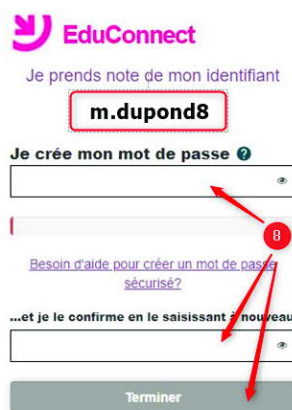 EduConnect
Je prends note de mon identifiant
m.dupond8
Je crée mon mot de passe ?
8
Besoin d'aide pour créer un mot de passe
sécurisé?
...et je le confirme en le saisissant à nouveau
Terminer